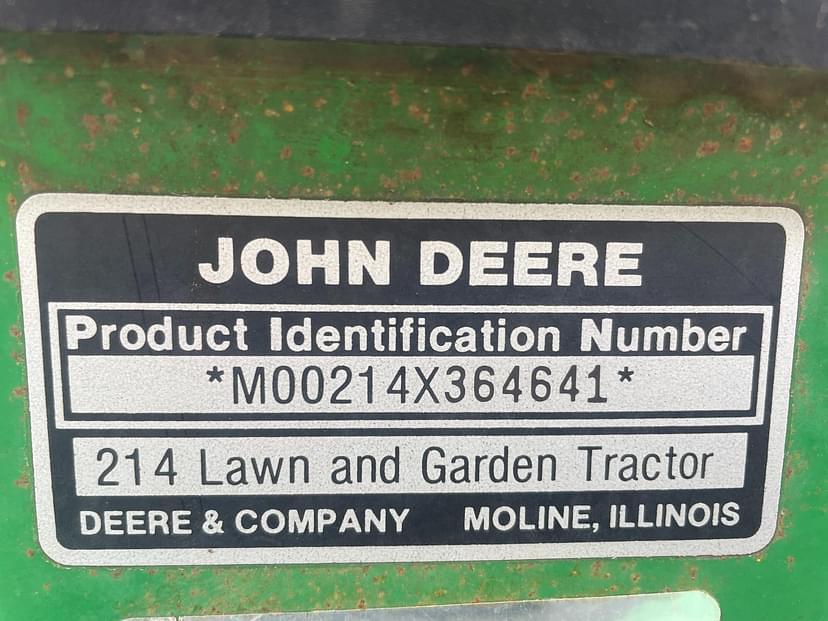 JOHN DEERE
Product Identification Number
*M00214X364641*
214 Lawn and Garden Tractor
DEERE & COMPANY MOLINE, ILLINOIS